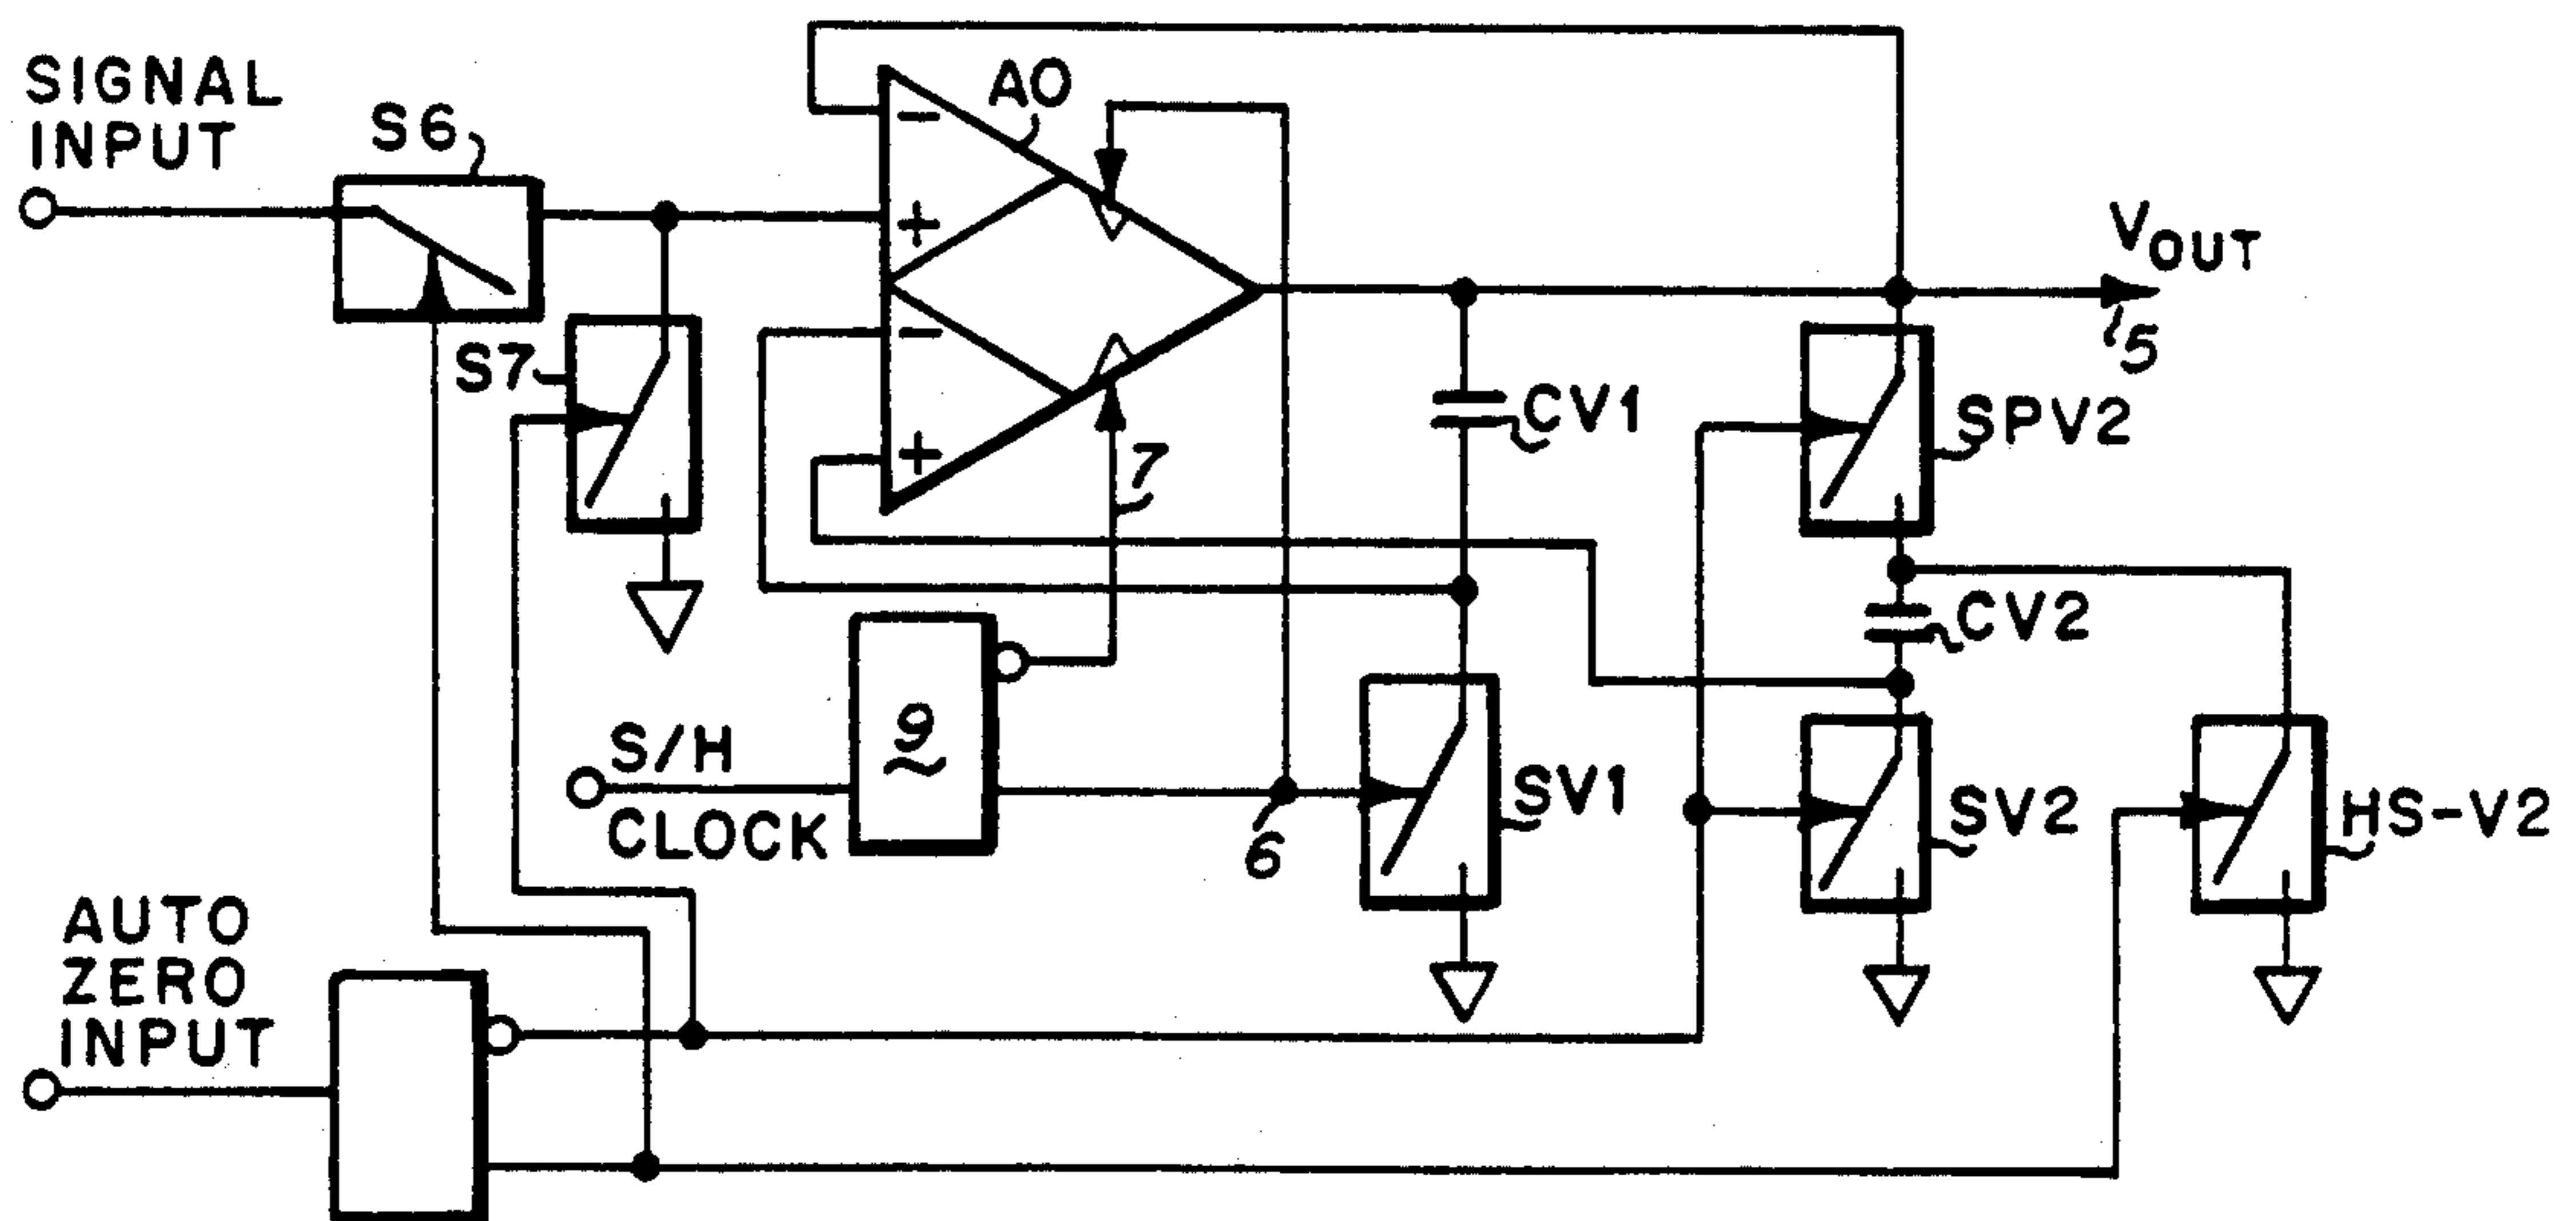 SIGNAL
INPUT
S6
AO
−
+
VOUT
5
S7
−
+
7
CV1
SPV2
CV2
9
S/H
CLOCK
6
SV1
SV2
HS-V2
AUTO
ZERO
INPUT